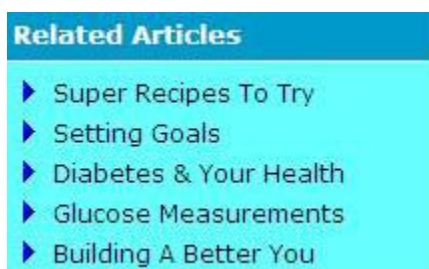 Related Articles
Super Recipes To Try
Setting Goals
Diabetes & Your Health
Glucose Measurements
Building A Better You